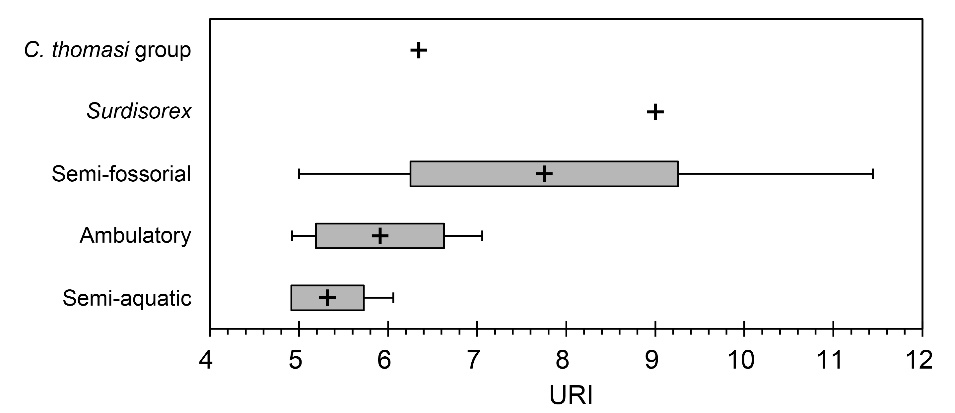 C. thomasi group
Surdisorex
Semi-fossorial
Ambulatory
Semi-aquatic
4 5 6 7 8 9 10 11 12
URI